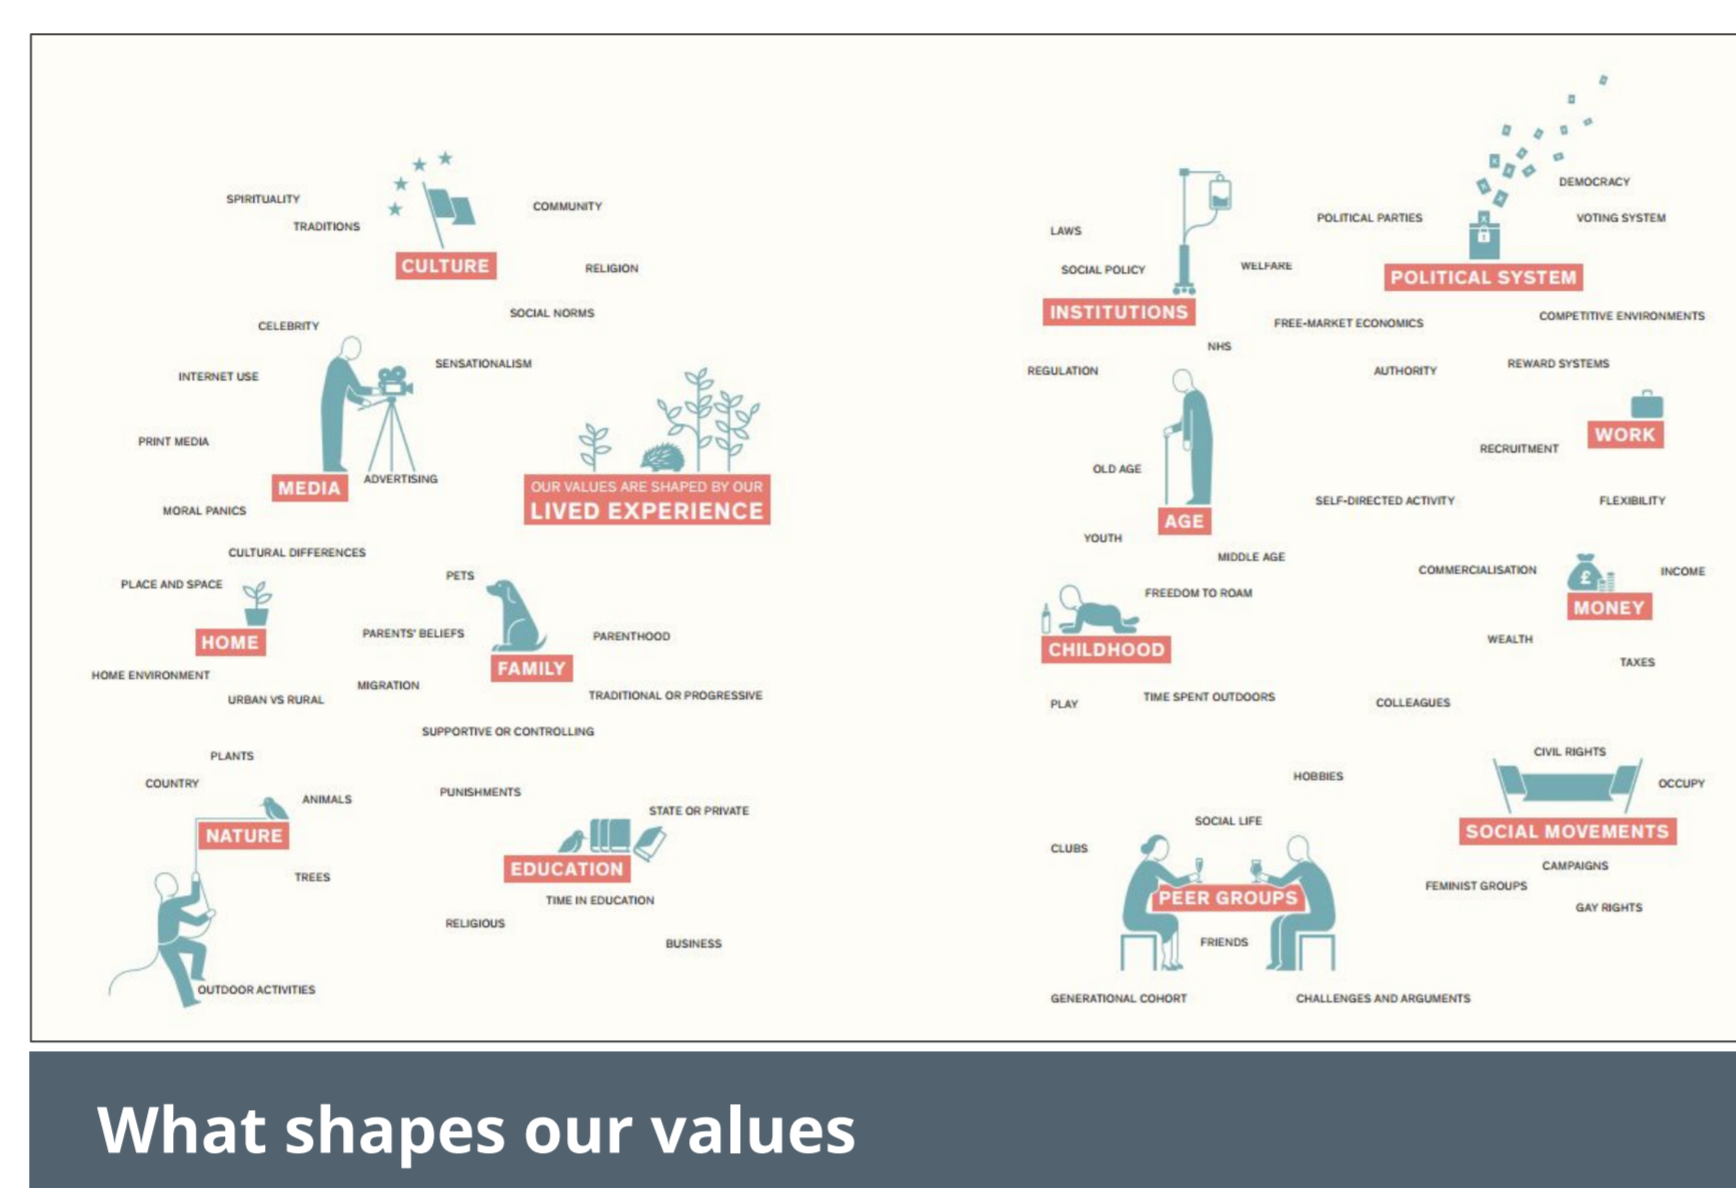 SPIRITUALITY
TRADITIONS
COMMUNITY
CULTURE
RELIGION
SOCIAL NORMS
CELEBRITY
SENSATIONALISM
INTERNET USE
PRINT MEDIA
ADVERTISING
MEDIA
MORAL PANICS
OUR VALUES ARE SHAPED BY OUR
LIVED EXPERIENCE
CULTURAL DIFFERENCES
PLACE AND SPACE
HOME
HOME ENVIRONMENT
URBAN VS RURAL
PETS
PARENTS' BELIEFS
PARENTHOOD
FAMILY
MIGRATION
TRADITIONAL OR PROGRESSIVE
SUPPORTIVE OR CONTROLLING
PLANTS
COUNTRY
ANIMALS
NATURE
TREES
OUTDOOR ACTIVITIES
PUNISHMENTS
STATE OR PRIVATE
EDUCATION
TIME IN EDUCATION
RELIGIOUS
BUSINESS
LAWS
SOCIAL POLICY
WELFARE
INSTITUTIONS
NHS
REGULATION
DEMOCRACY
POLITICAL PARTIES
VOTING SYSTEM
POLITICAL SYSTEM
FREE-MARKET ECONOMICS
COMPETITIVE ENVIRONMENTS
AUTHORITY
REWARD SYSTEMS
WORK
RECRUITMENT
SELF-DIRECTED ACTIVITY
FLEXIBILITY
OLD AGE
AGE
YOUTH
MIDDLE AGE
FREEDOM TO ROAM
CHILDHOOD
PLAY
TIME SPENT OUTDOORS
COMMERCIALISATION
£
INCOME
MONEY
WEALTH
TAXES
COLLEAGUES
HOBBIES
SOCIAL LIFE
CLUBS
PEER GROUPS
FRIENDS
GENERATIONAL COHORT
CHALLENGES AND ARGUMENTS
CIVIL RIGHTS
OCCUPY
SOCIAL MOVEMENTS
CAMPAIGNS
FEMINIST GROUPS
GAY RIGHTS
What shapes our values